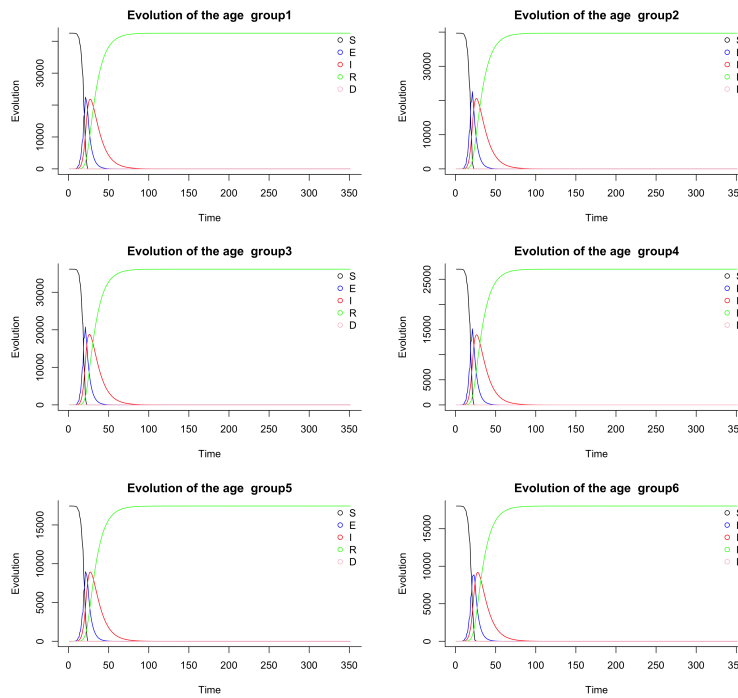 Evolution of the age  group1
Evolution
0
10000
30000
S
E
I
R
D
0 50 100 150 200 250 300 350
Time
Evolution of the age  group2
Evolution
0
10000
30000
40000
0 50 100 150 200 250 300 350
Time
Evolution of the age  group3
Evolution
0
10000
20000
30000
S
E
I
R
D
0 50 100 150 200 250 300 350
Time
Evolution of the age  group4
Evolution
0
5000
15000
25000
0 50 100 150 200 250 300 350
Time
Evolution of the age  group5
Evolution
0
5000
10000
15000
S
E
I
R
D
0 50 100 150 200 250 300 350
Time
Evolution of the age  group6
Evolution
0
5000
10000
15000
0 50 100 150 200 250 300 350
Time